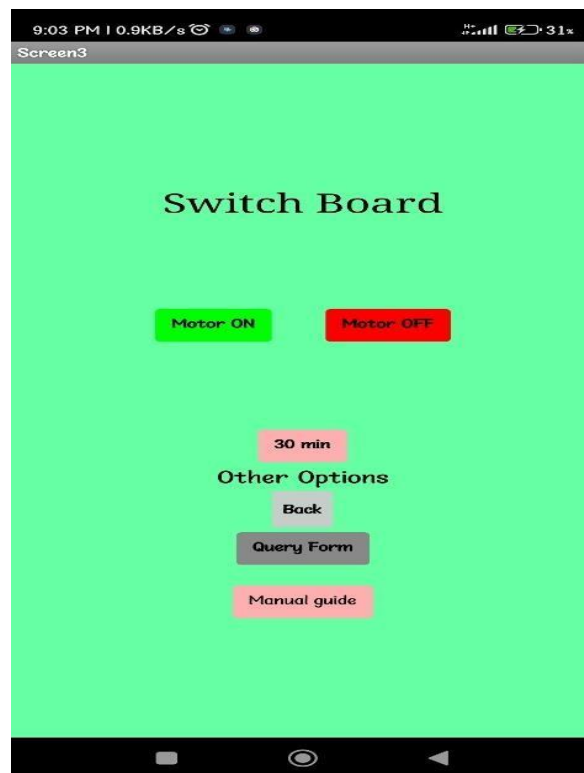 9:03 PM | 0.9KB/s
31%
Screen3
Switch Board
Motor ON Motor OFF
30 min
Other Options
Back
Query Form
Manual guide